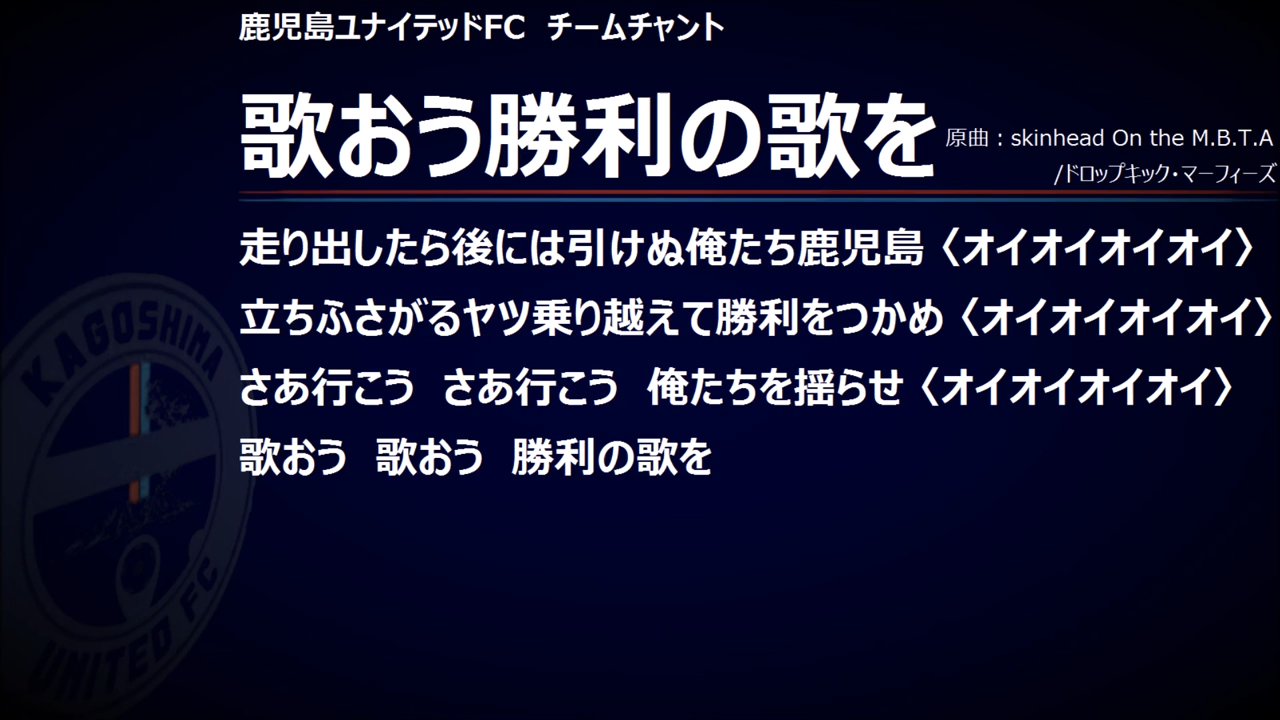 鹿児島ユナイテッドFC　チームチャント
歌おう勝利の歌を
原曲：skinhead On the M.B.T.A
/ドロップキック・マーフィーズ
走り出したら後には引けぬ俺たち鹿児島〈オイオイオイオイ〉
立ちふさがるヤツ乗り越えて勝利をつかめ〈オイオイオイオイ〉
さあ行こう　さあ行こう　俺たちを揺らせ〈オイオイオイオイ〉
歌おう　歌おう　勝利の歌を
KAGOSHIMA
UNITED FC